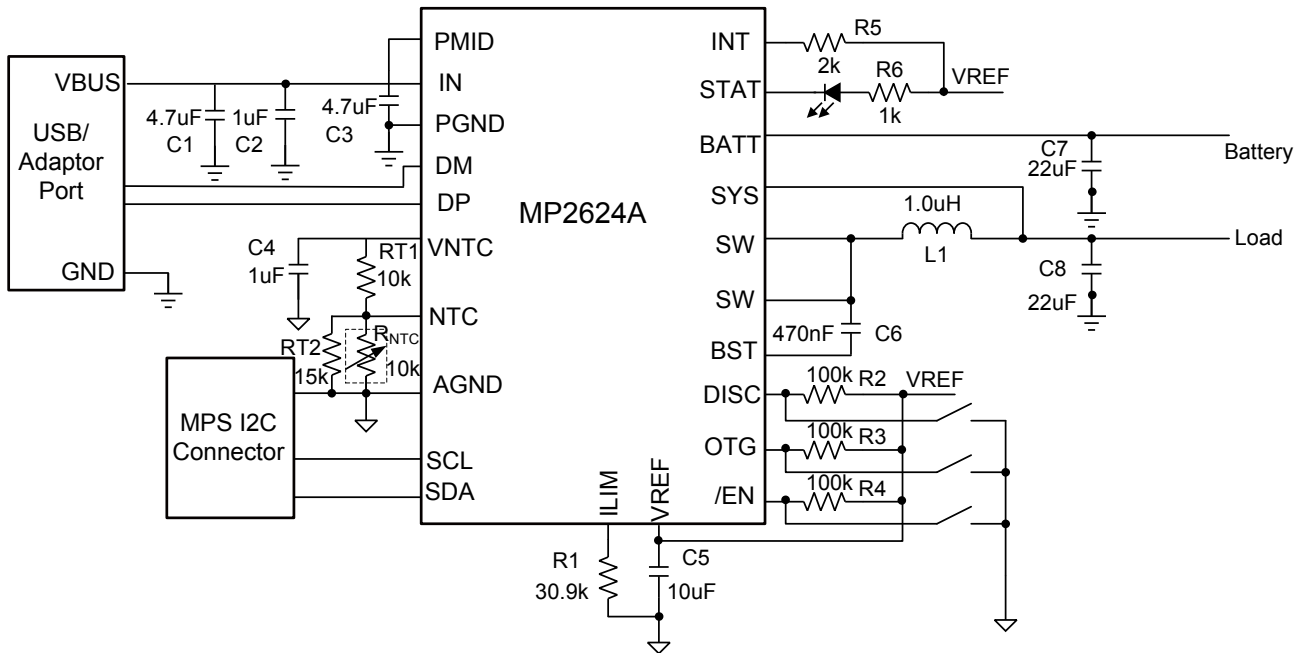 VBUS
USB/
Adaptor
Port
GND
4.7uF
C1
1uF
C2
4.7uF
C3
C4
1uF
RT1
10k
RT2
15k
RNTC
10k
MPS I2C
Connector
PMID
IN
PGND
DM
DP
VNTC
NTC
AGND
SCL
SDA
MP2624A
ILIM
VREF
INT
STAT
BATT
SYS
SW
SW
BST
DISC
OTG
/EN
R5
2k
R6
1k
VREF
C7
22uF
Battery
1.0uH
L1
Load
C8
22uF
470nF
C6
100k
R2
VREF
100k
R3
100k
R4
R1
30.9k
C5
10uF